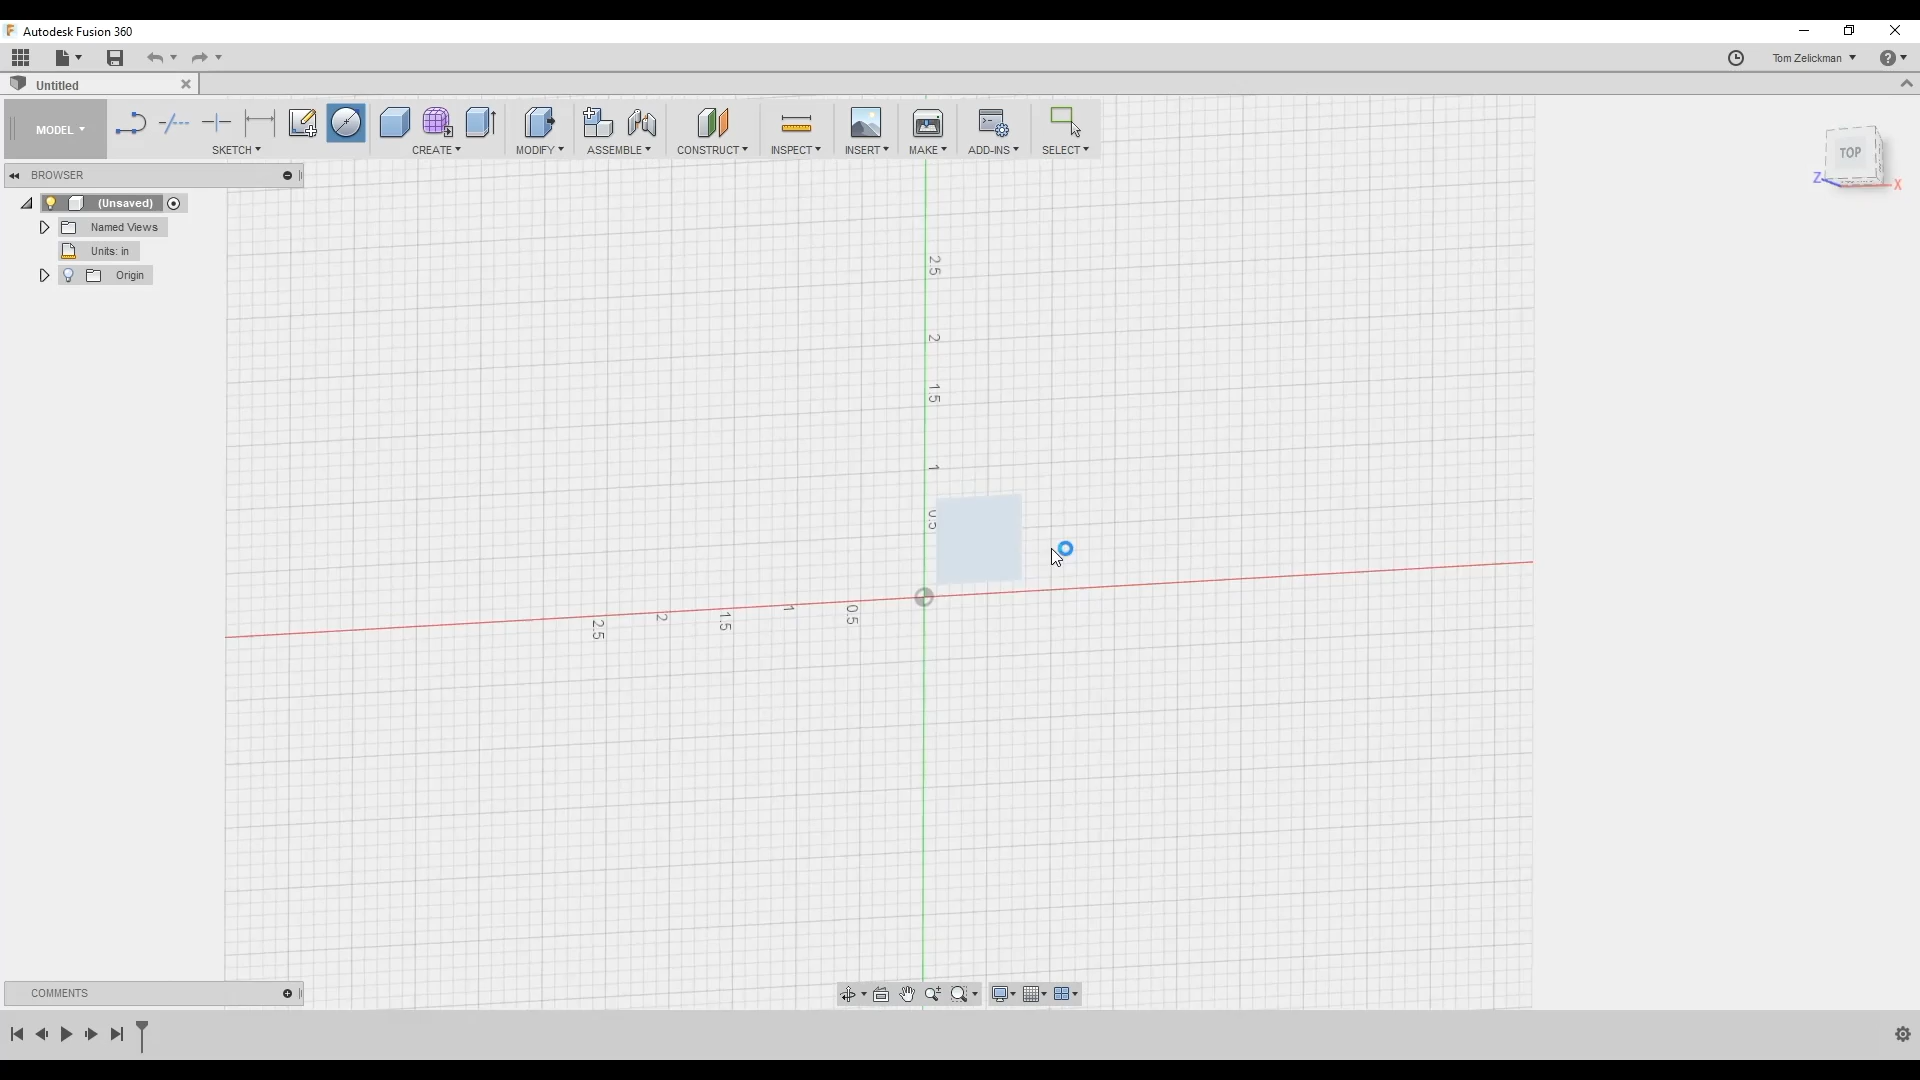 Autodesk Fusion 360
Tom Zelickman
Untitled
MODEL
SKETCH
CREATE
MODIFY
ASSEMBLE
CONSTRUCT
INSPECT
INSERT
MAKE
ADD-INS
SELECT
BROWSER
(Unsaved)
Named Views
Units: in
Origin
TOP
Z
X
2.5
2
1.5
1
0.5
2.5
2
1.5
1
0.5
COMMENTS